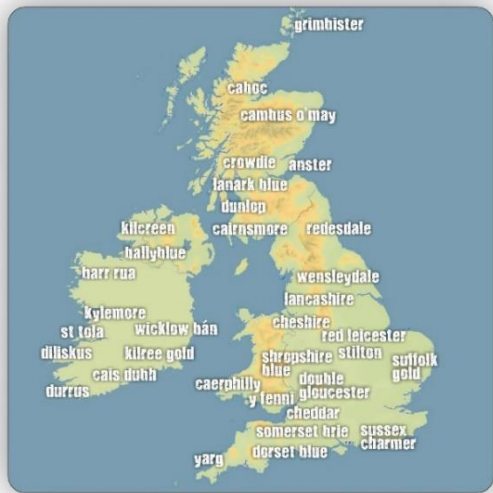 grimbister
caboc
cambus o'may
crowdie anster
lanark blue
dunlop
kilcreen cairnsmore redesdale
ballyblue
barr rua wensleydale
lancashire
kylemore cheshire
st tola wicklow bán red leicester
diliskus kilree gold shropshire blue stilton suffolk gold
cais dubh caerphilly double gloucester
durrus y fenni
cheddar
somerset brie sussex charmer
yarg dorset blue